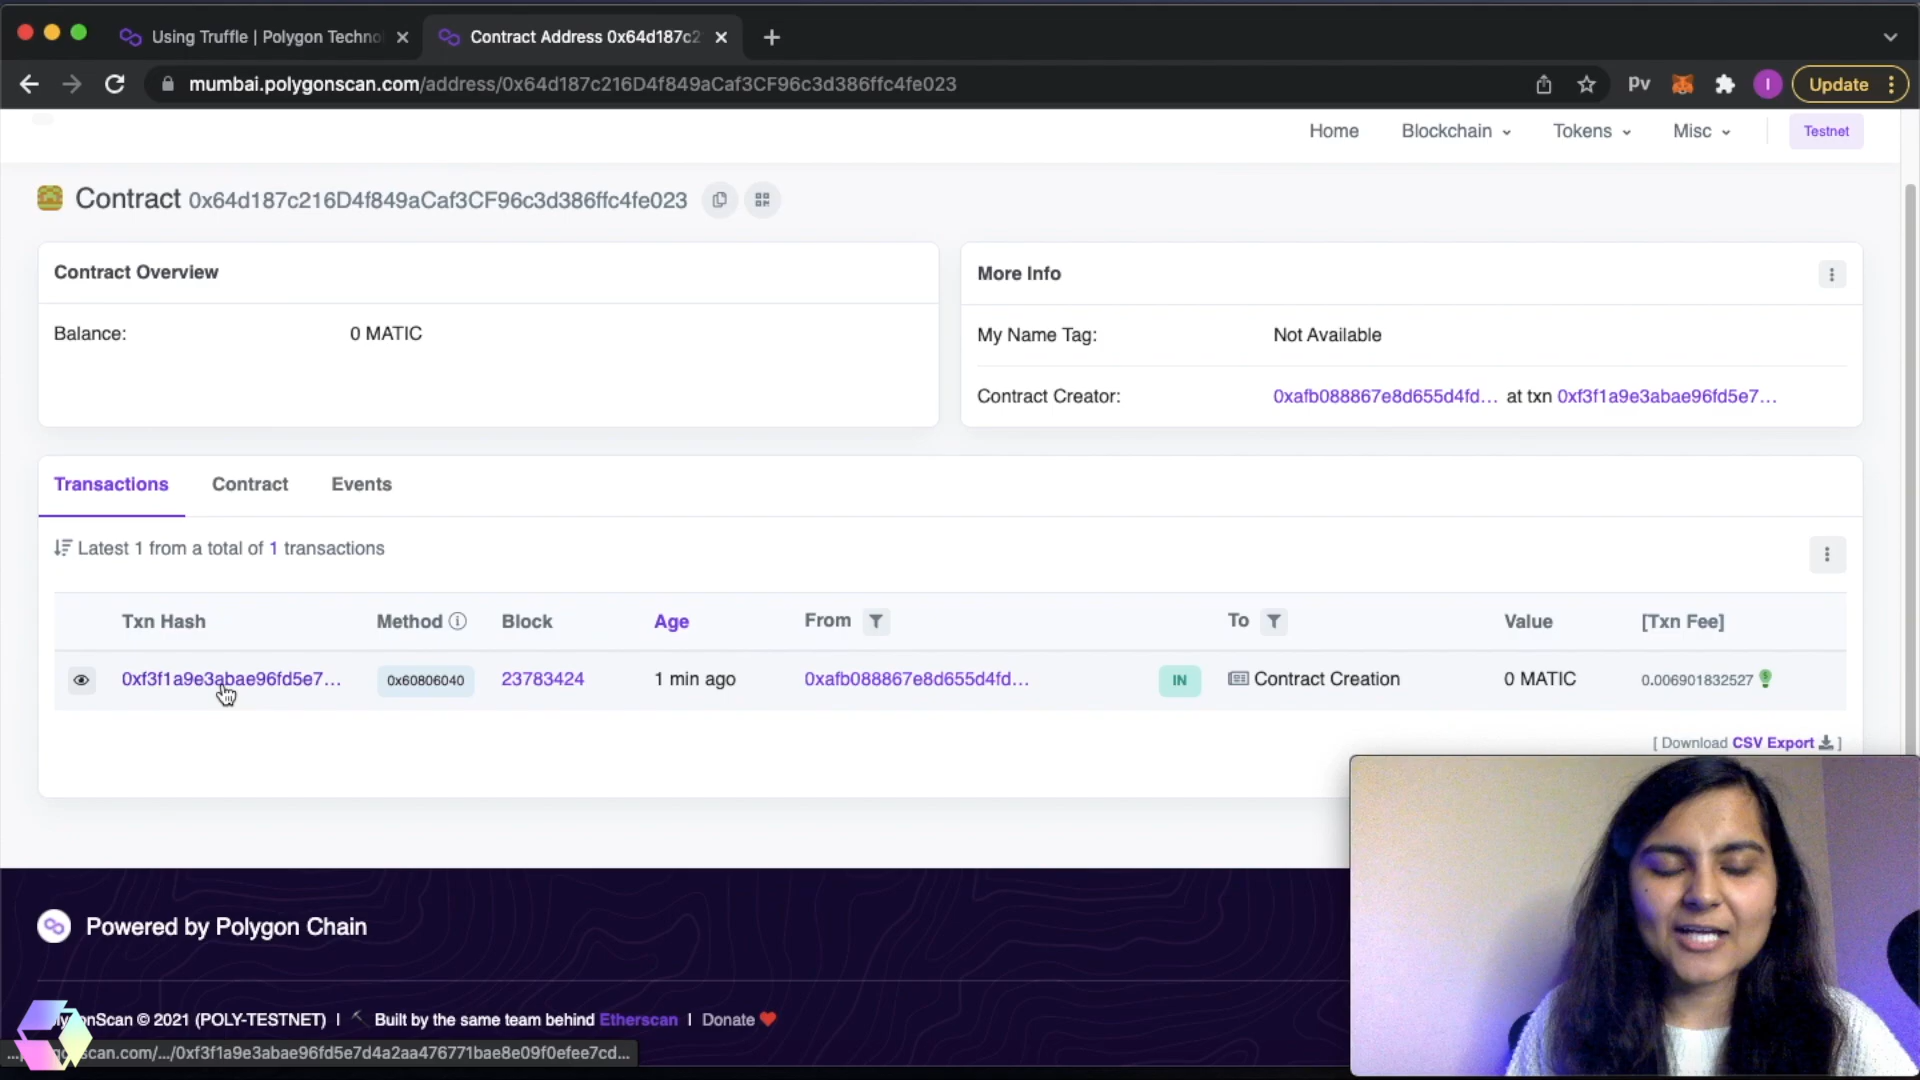 Using Truffle | Polygon Techno
Contract Address 0x64d187c2
mumbai.polygonscan.com/address/0x64d187c216D4f849aCaf3CF96c3d386ffc4fe023
Update
Home
Blockchain
Tokens
Misc
Testnet
Contract 0x64d187c216D4f849aCaf3CF96c3d386ffc4fe023
Contract Overview
Balance:
0 MATIC
More Info
My Name Tag:
Not Available
Contract Creator:
0xafb088867e8d655d4fd... at txn 0xf3f1a9e3abae96fd5e7...
Transactions
Contract
Events
Latest 1 from a total of 1 transactions
Txn Hash
Method
Block
Age
From
To
Value
[Txn Fee]
0xf3f1a9e3abae96fd5e7...
0x60806040
23783424
1 min ago
0xafb088867e8d655d4fd...
IN
Contract Creation
0 MATIC
0.006901832527
[ Download CSV Export ]
Powered by Polygon Chain
© 2021 (POLY-TESTNET) | Built by the same team behind Etherscan | Donate
/0xf3f1a9e3abae96fd5e7d4a2aa476771bae8e09f0efee7cd...